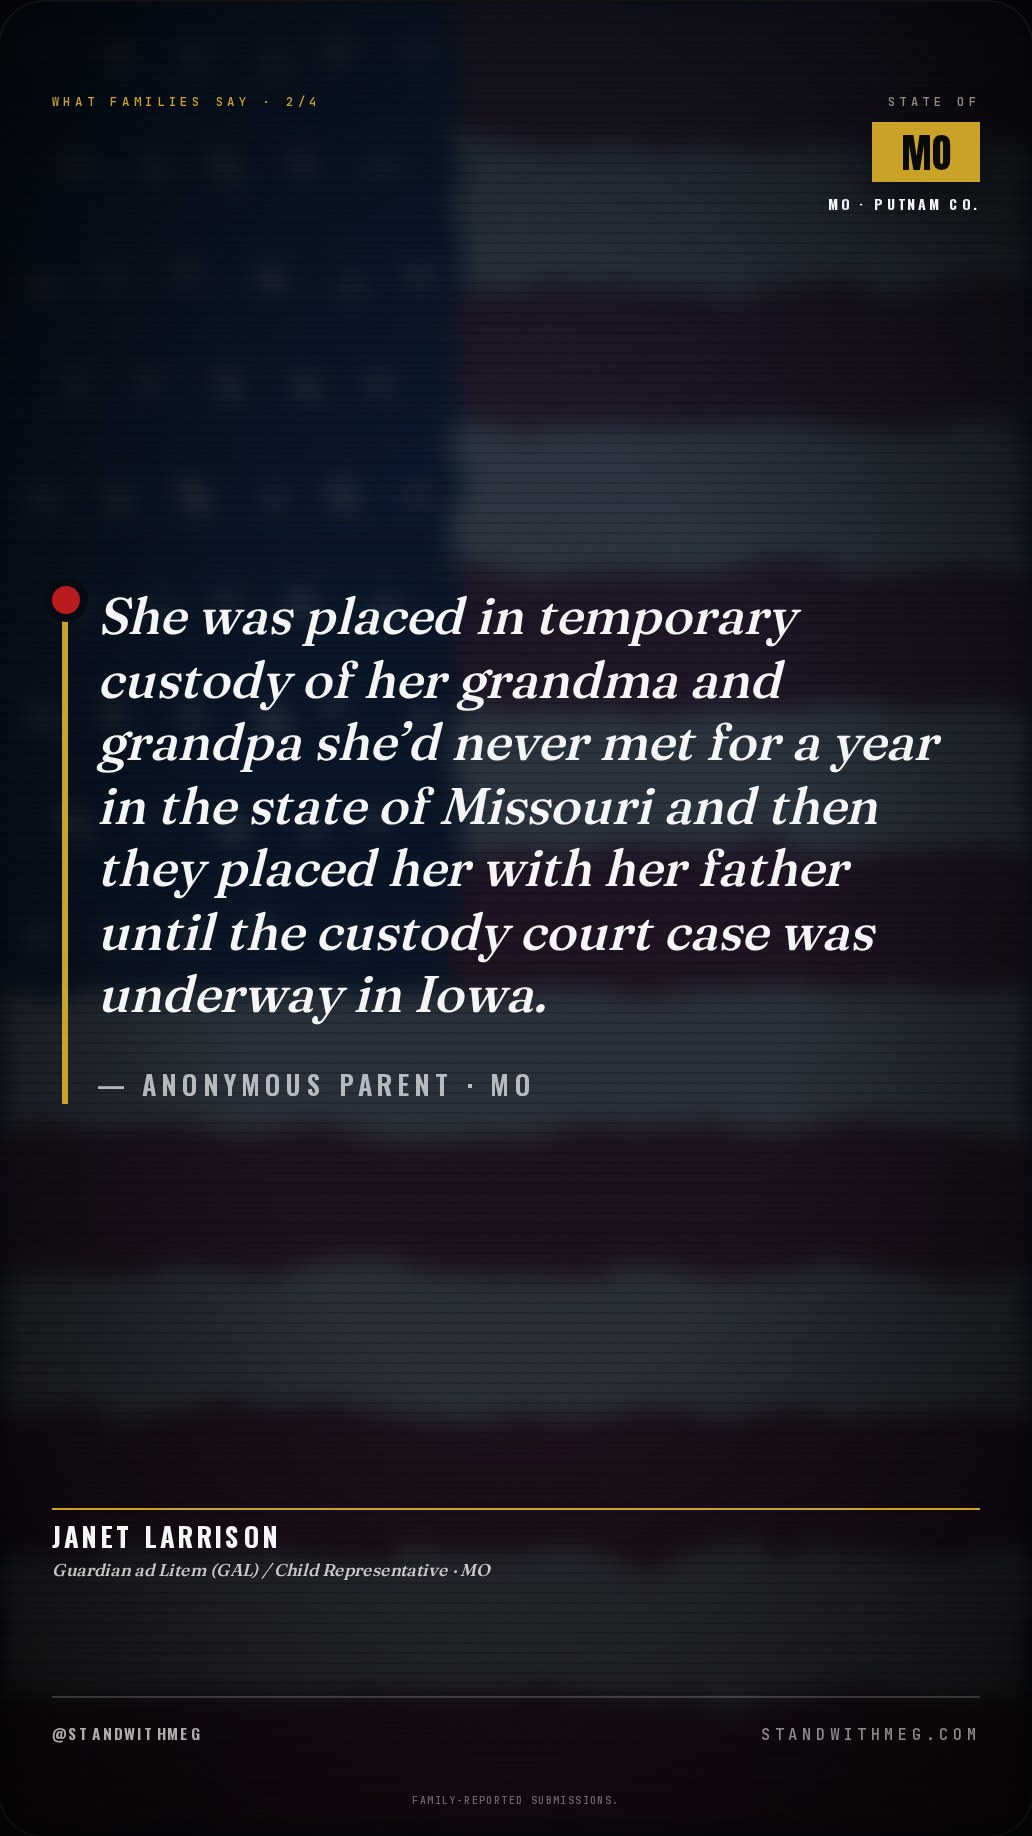 WHAT FAMILIES SAY · 2/4
STATE OF
MO
MO · PUTNAM CO.
She was placed in temporary
custody of her grandma and
grandpa she’d never met for a year
in the state of Missouri and then
they placed her with her father
until the custody court case was
underway in Iowa.
— ANONYMOUS PARENT · MO
JANET LARRISON
Guardian ad Litem (GAL) / Child Representative · MO
@STANDWITHMEG
STANDWITHMEG.COM
FAMILY-REPORTED SUBMISSIONS.